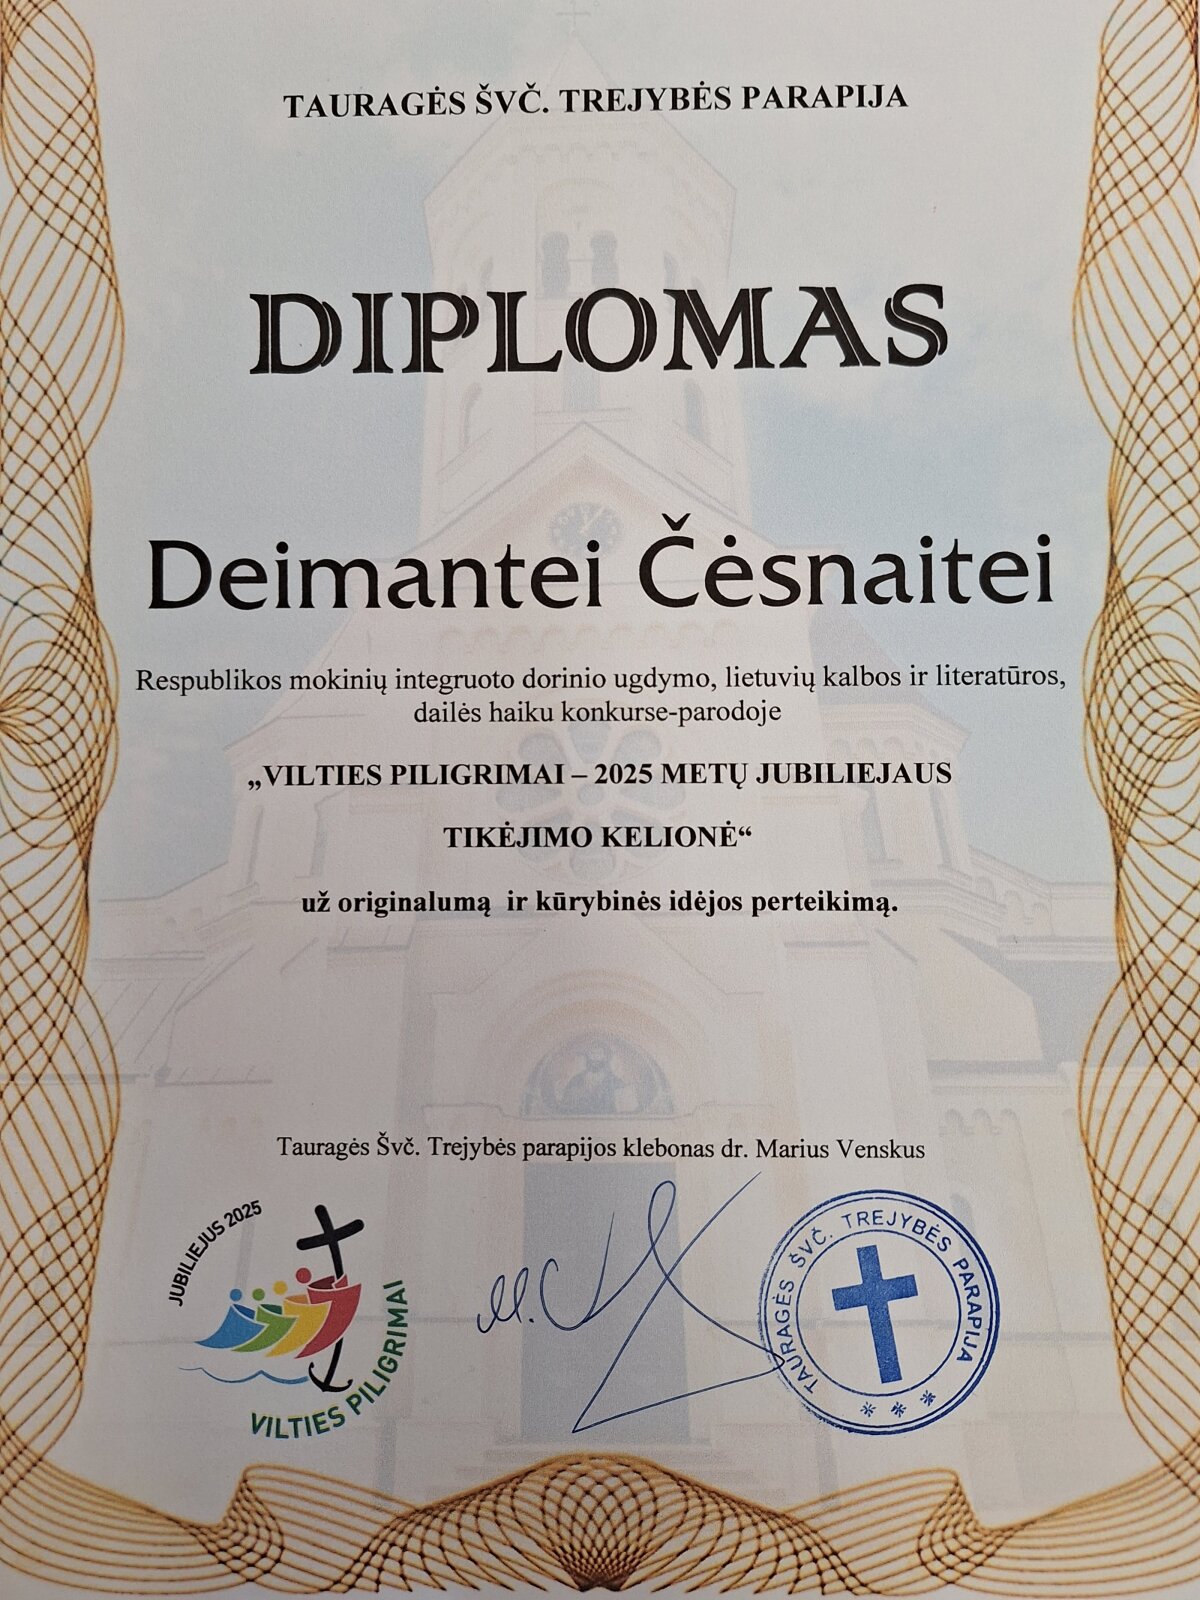 TAURAGĖS ŠVČ. TREJYBĖS PARAPIJA
DIPLOMAS
Deimantei Čėsnaitei
Respublikos mokinių integruoto dorinio ugdymo, lietuvių kalbos ir literatūros,
dailės haiku konkurse-parodoje
„VILTIES PILIGRIMAI – 2025 METŲ JUBILIEJAUS
TIKĖJIMO KELIONĖ“
už originalumą ir kūrybinės idėjos perteikimą.
Tauragės Švč. Trejybės parapijos klebonas dr. Marius Venskus
JUBILIEJUS 2025
VILTIES PILIGRIMAI
TAURAGĖS ŠVČ. TREJYBĖS PARAPIJA